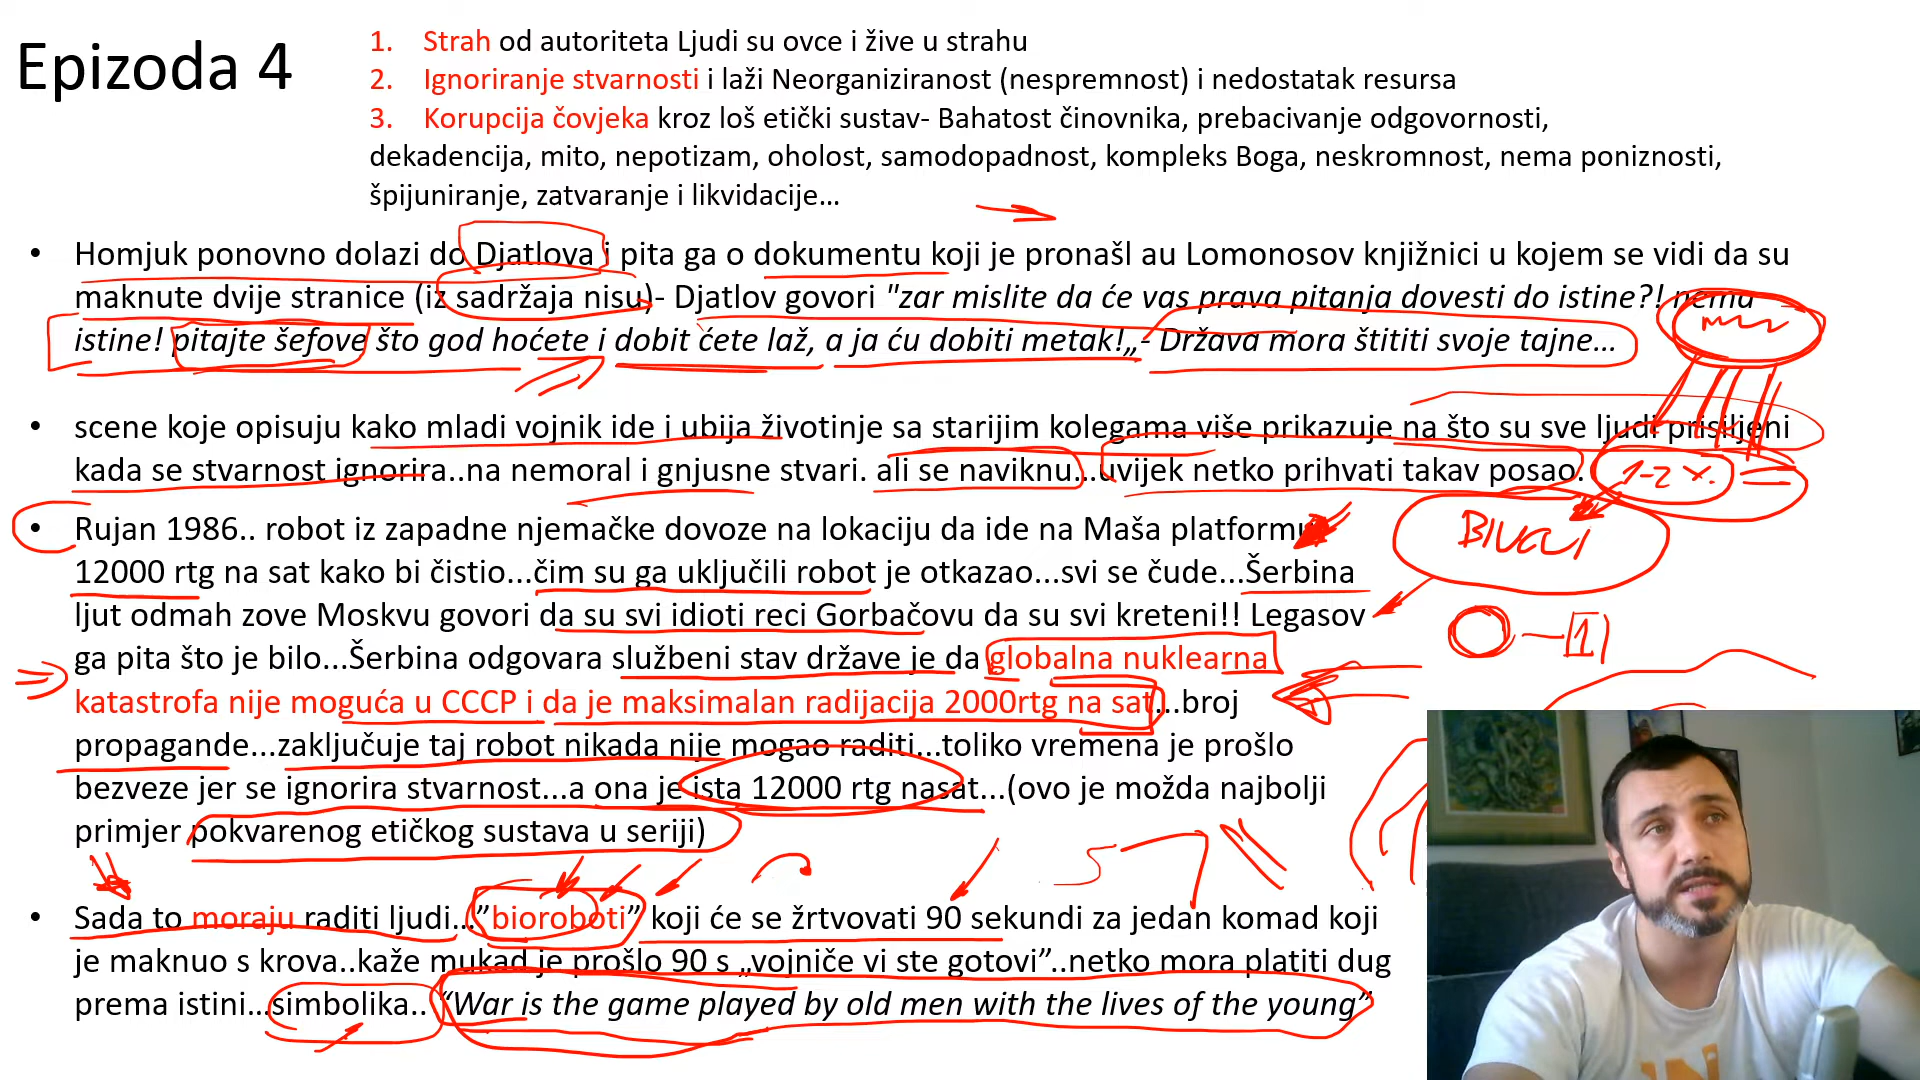 Epizoda 4
1. Strah od autoriteta Ljudi su ovce i žive u strahu
2. Ignoriranje stvarnosti i laži Neorganiziranost (nespremnost) i nedostatak resursa
3. Korupcija čovjeka kroz loš etički sustav- Bahatost činovnika, prebacivanje odgovornosti,
dekadencija, mito, nepotizam, oholost, samodopadnost, kompleks Boga, neskromnost, nema poniznosti,
špijuniranje, zatvaranje i likvidacije...
• Homjuk ponovno dolazi do Djatlova i pita ga o dokumentu koji je pronašl au Lomonosov knjižnici u kojem se vidi da su
maknute dvije stranice (iz sadržaja nisu)- Djatlov govori "zar mislite da će vas prava pitanja dovesti do istine?! nema
istine! pitajte šefove što god hoćete i dobit ćete laž, a ja ću dobiti metak!„- Država mora štititi svoje tajne...
• scene koje opisuju kako mladi vojnik ide i ubija životinje sa starijim kolegama više prikazuje na što su sve ljudi prisiljeni
kada se stvarnost ignorira..na nemoral i gnjusne stvari. ali se naviknu...uvijek netko prihvati takav posao.
1-2 x.
• Rujan 1986.. robot iz zapadne njemačke dovoze na lokaciju da ide na Maša platformu
12000 rtg na sat kako bi čistio...čim su ga uključili robot je otkazao...svi se čude...Šerbina
ljut odmah zove Moskvu govori da su svi idioti reci Gorbačovu da su svi kreteni!! Legasov
1
ga pita što je bilo...Šerbina odgovara službeni stav države je da globalna nuklearna
katastrofa nije moguća u CCCP i da je maksimalan radijacija 2000rtg na sat...broj
propagande...zaključuje taj robot nikada nije mogao raditi...toliko vremena je prošlo
bezveze jer se ignorira stvarnost...a ona je ista 12000 rtg nasat...(ovo je možda najbolji
primjer pokvarenog etičkog sustava u seriji)
• Sada to moraju raditi ljudi...”bioroboti” koji će se žrtvovati 90 sekundi za jedan komad koji
je maknuo s krova..kaže mukad je prošlo 90 s „vojniče vi ste gotovi”..netko mora platiti dug
prema istini...simbolika.. “War is the game played by old men with the lives of the young”